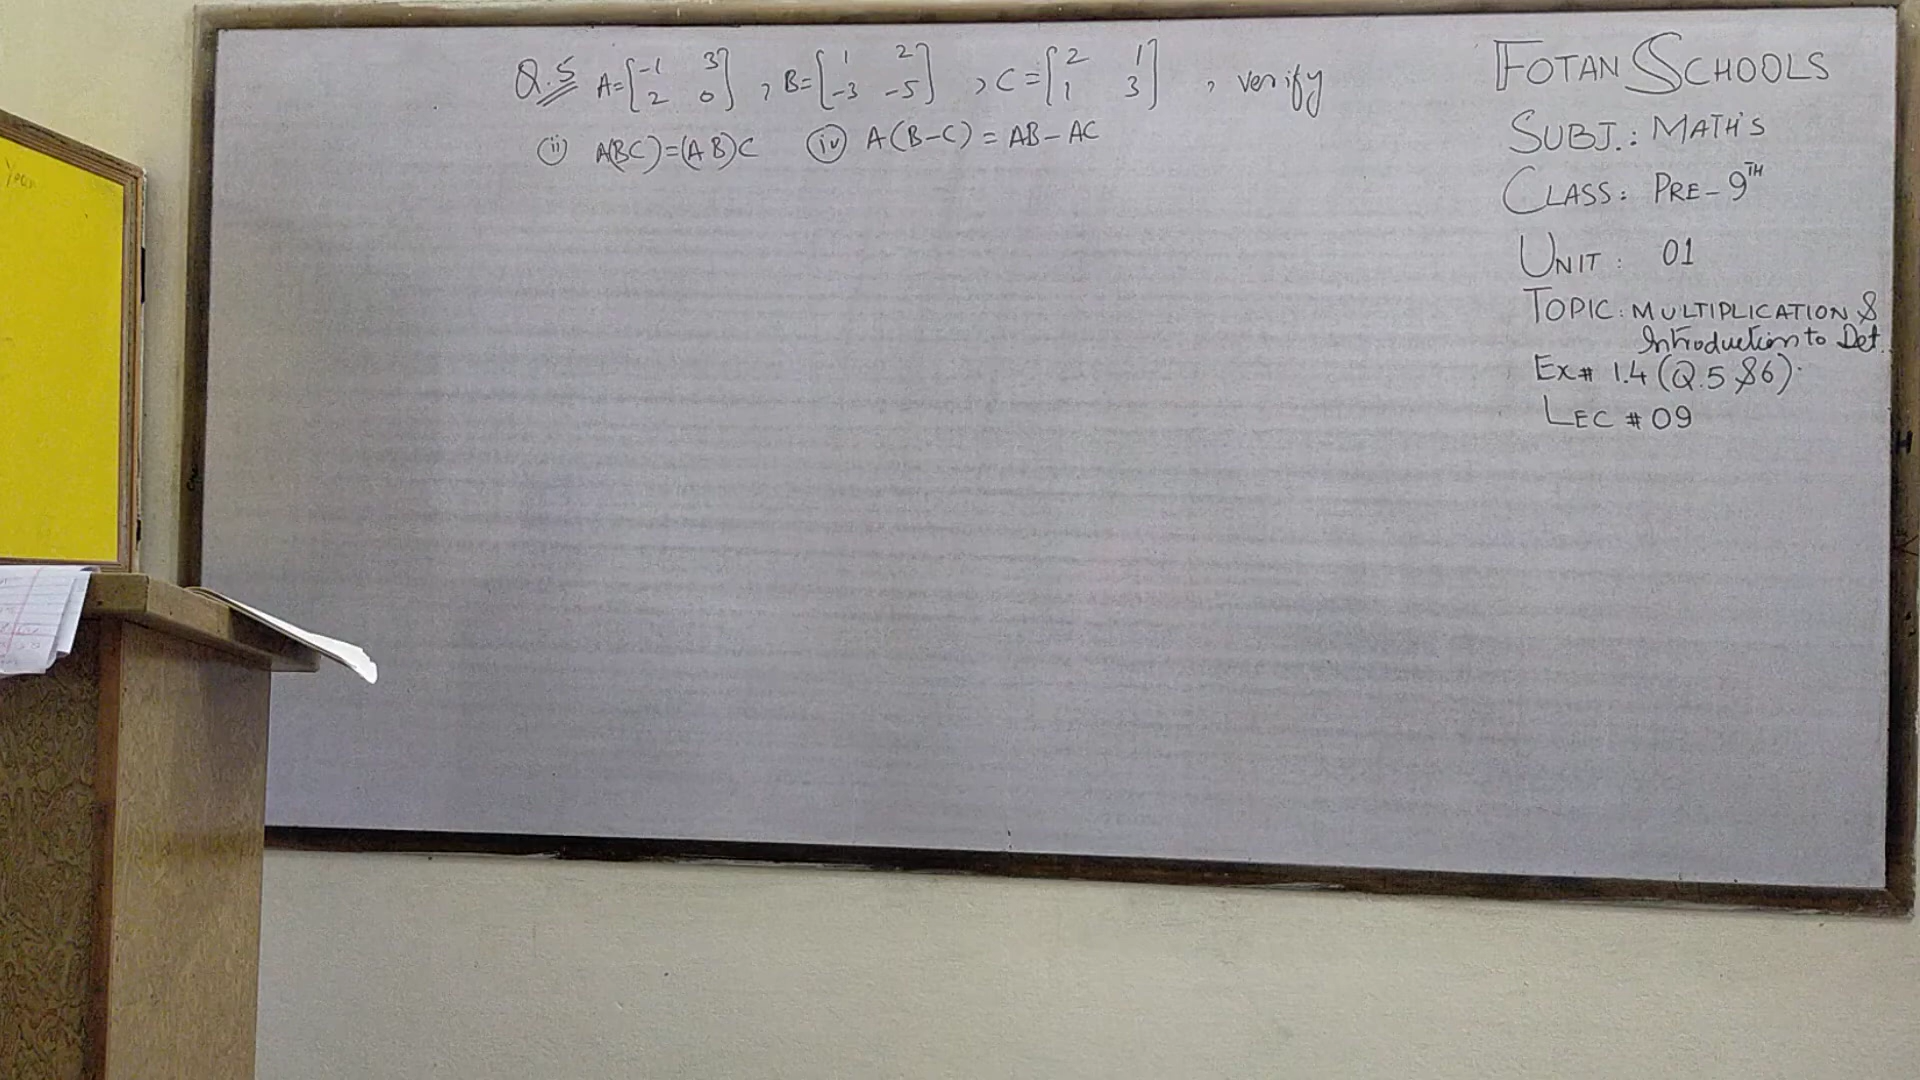 Q.5 A=[-1 3 2 0] , B=[1 2 -3 -5] , C=[2 1 1 3] , verify
(ii) A(BC)=(AB)C (iv) A(B-C) = AB-AC
FOTAN SCHOOLS
SUBJ.: MATH'S
CLASS: PRE-9TH
UNIT: 01
TOPIC: MULTIPLICATION &
Introduction to Det.
EX# 1.4 (Q.5 &6).
LEC # 09
Year